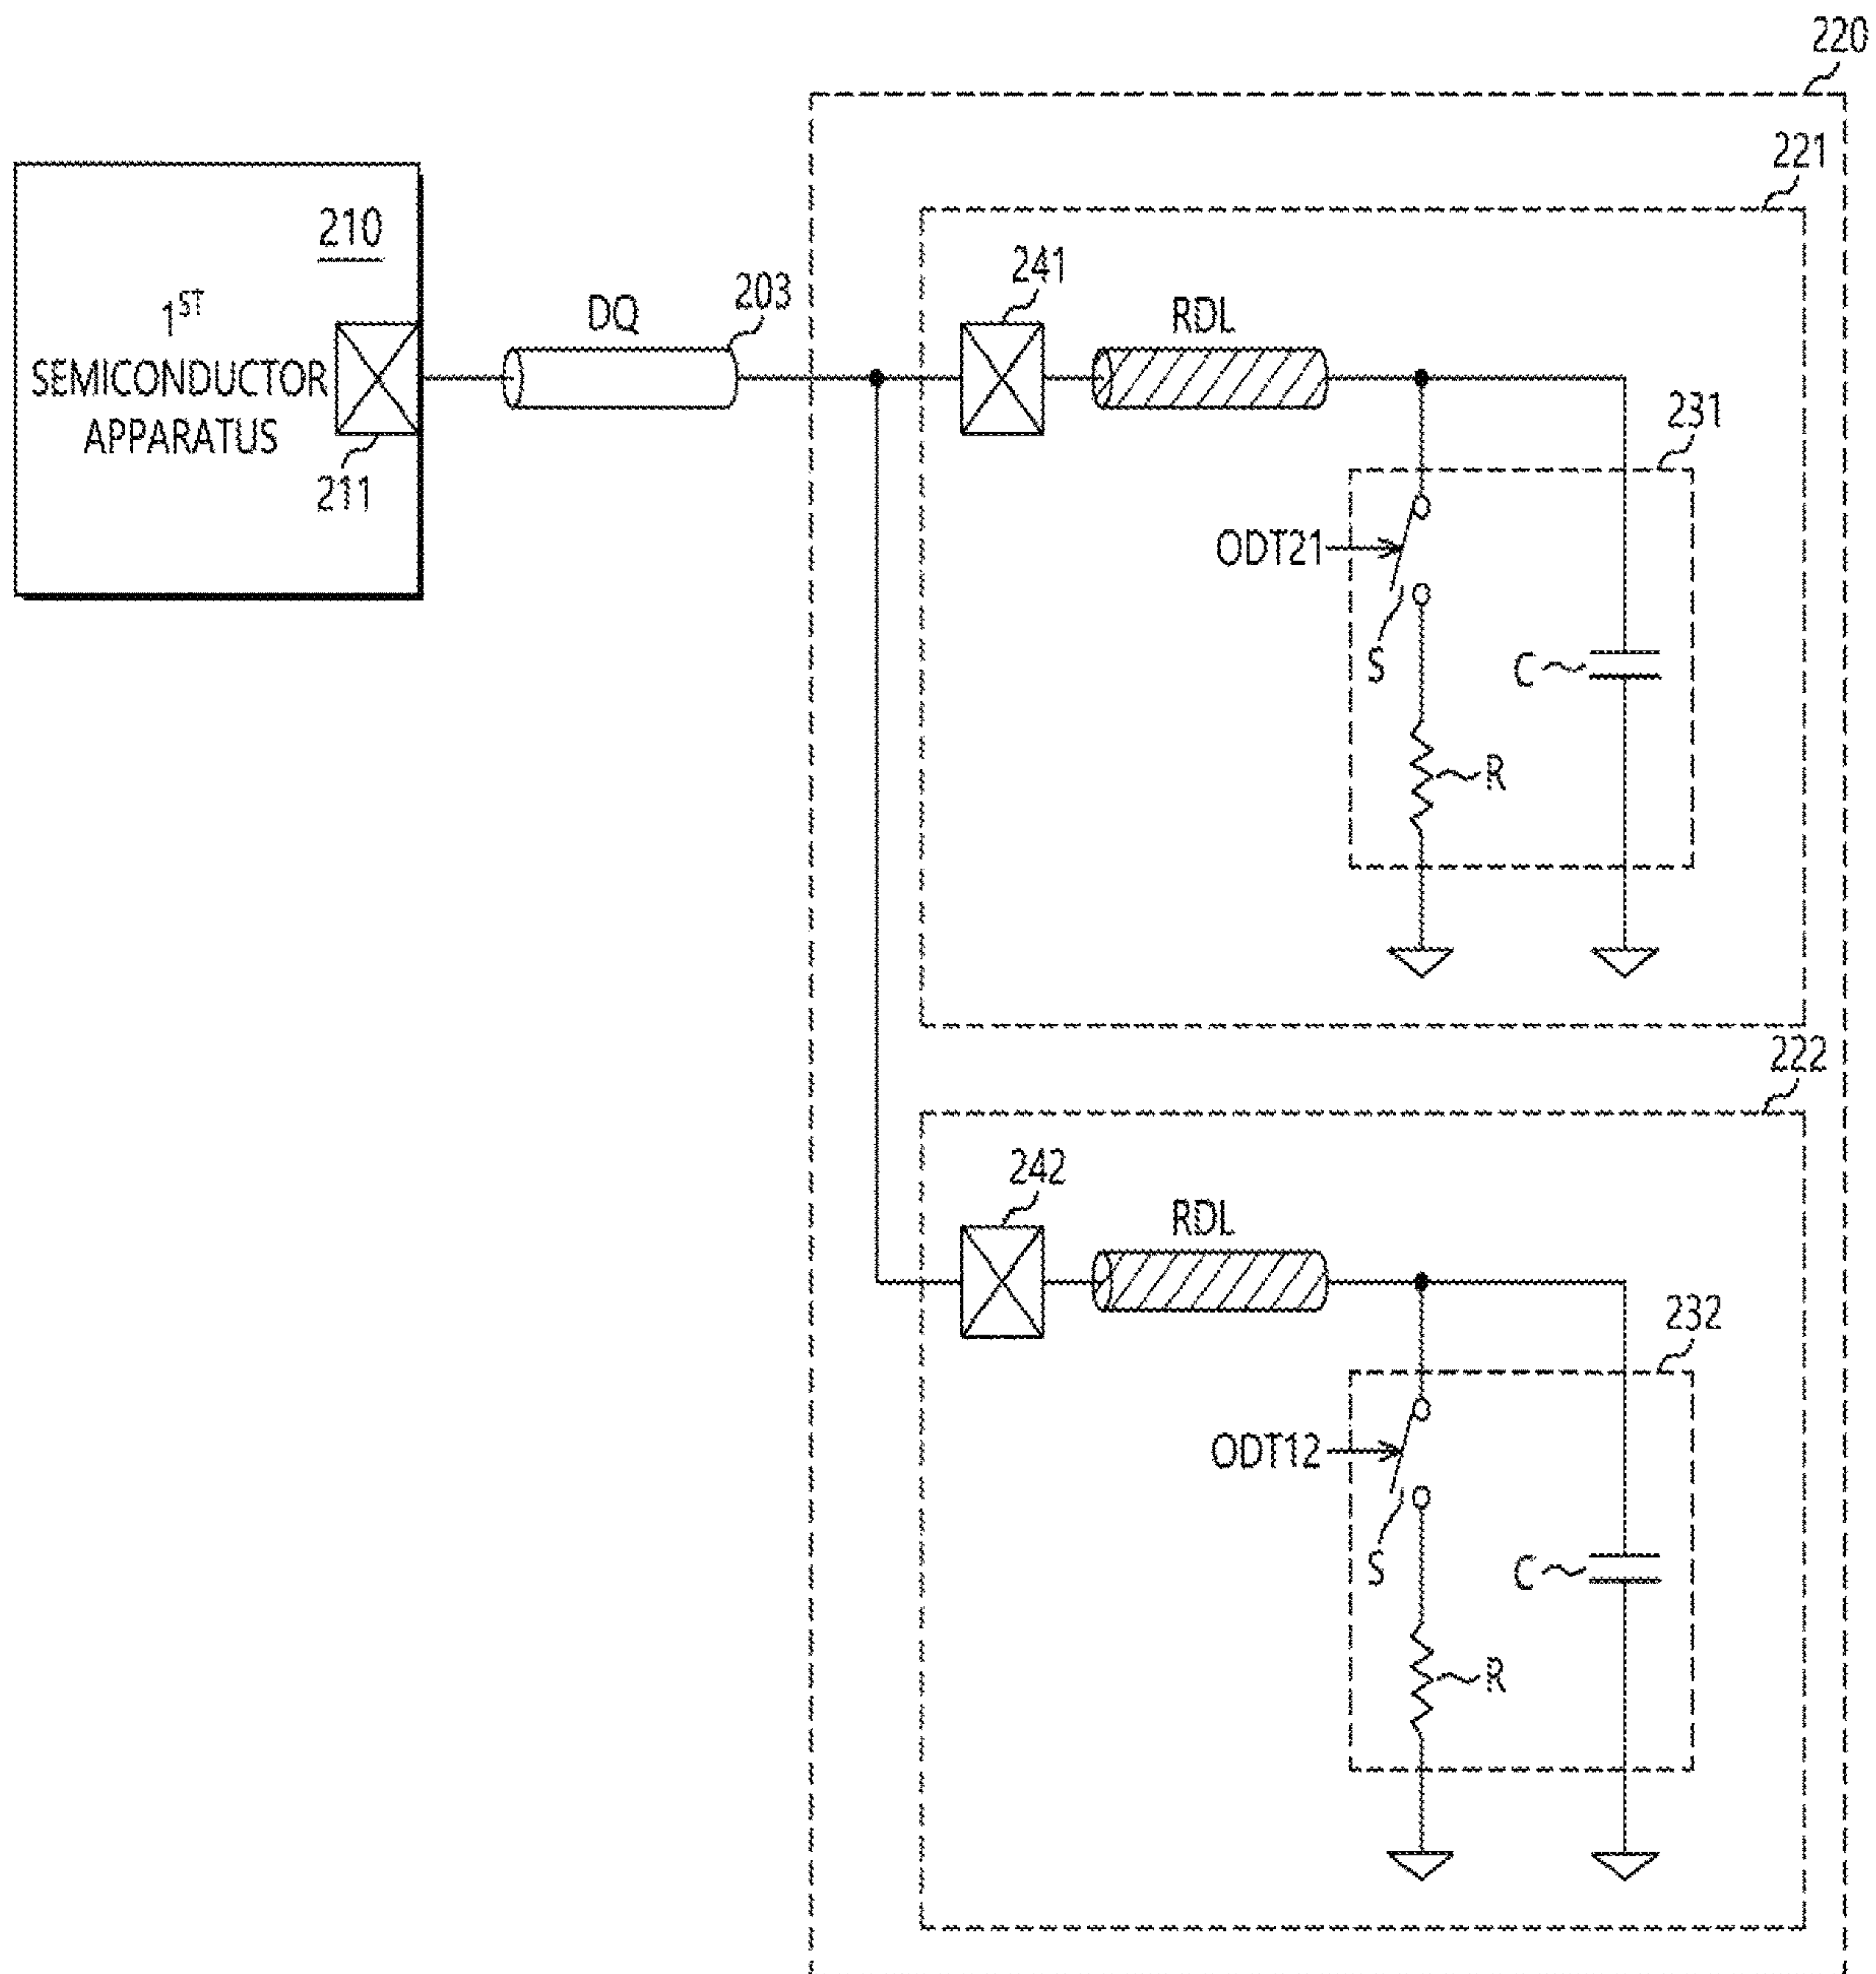 220
221
210
1ST
SEMICONDUCTOR
APPARATUS
211
DQ
203
241
RDL
231
ODT21
S
C
R
222
242
RDL
232
ODT12
S
C
R